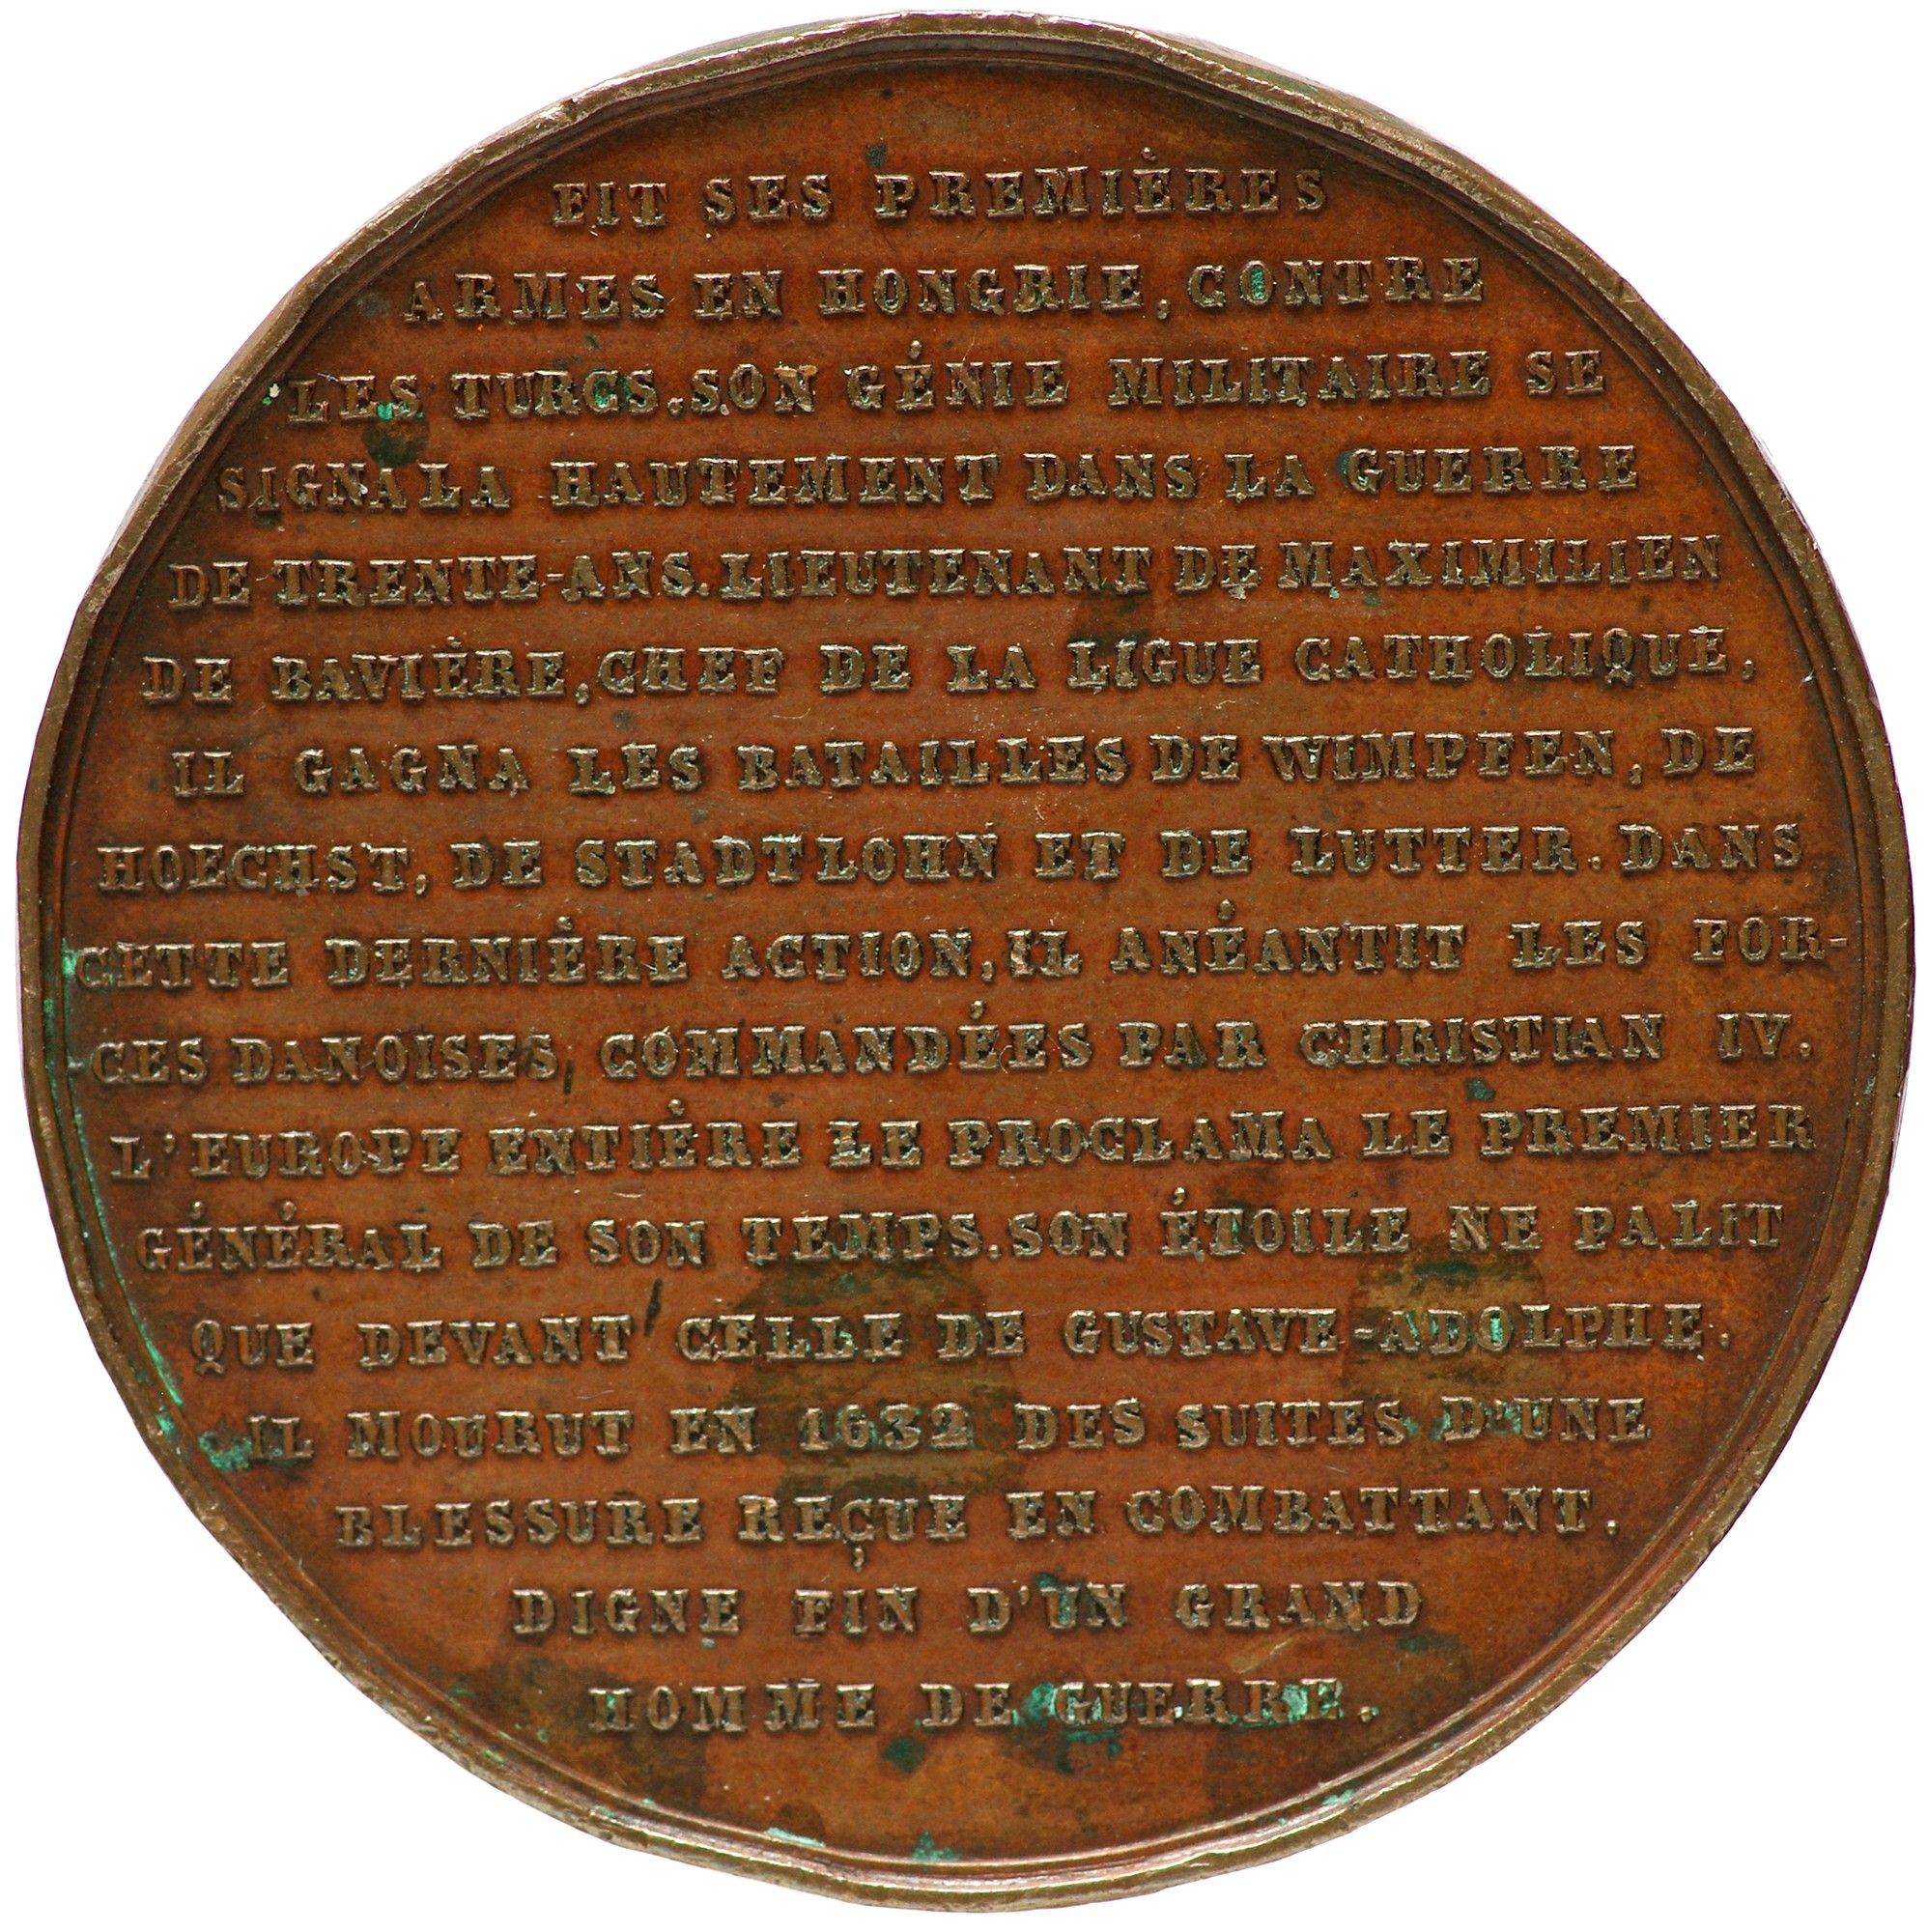 FIT SES PREMIÈRES
ARMES EN HONGRIE, CONTRE
LES TURCS. SON GÉNIE MILITAIRE SE
SIGNALA HAUTEMENT DANS LA GUERRE
DE TRENTE-ANS. LIEUTENANT DE MAXIMILIEN
DE BAVIÈRE, CHEF DE LA LIGUE CATHOLIQUE,
IL GAGNA LES BATAILLES DE WIMPFEN, DE
HOECHST, DE STADTLOHN ET DE LUTTER. DANS
CETTE DERNIÈRE ACTION, IL ANÉANTIT LES FOR-
CES DANOISES, COMMANDÉES PAR CHRISTIAN IV.
L'EUROPE ENTIÈRE LE PROCLAMA LE PREMIER
GÉNÉRAL DE SON TEMPS. SON ÉTOILE NE PALIT
QUE DEVANT CELLE DE GUSTAVE-ADOLPHE.
IL MOURUT EN 1632 DES SUITES D'UNE
BLESSURE REÇUE EN COMBATTANT.
DIGNE FIN D'UN GRAND
HOMME DE GUERRE.